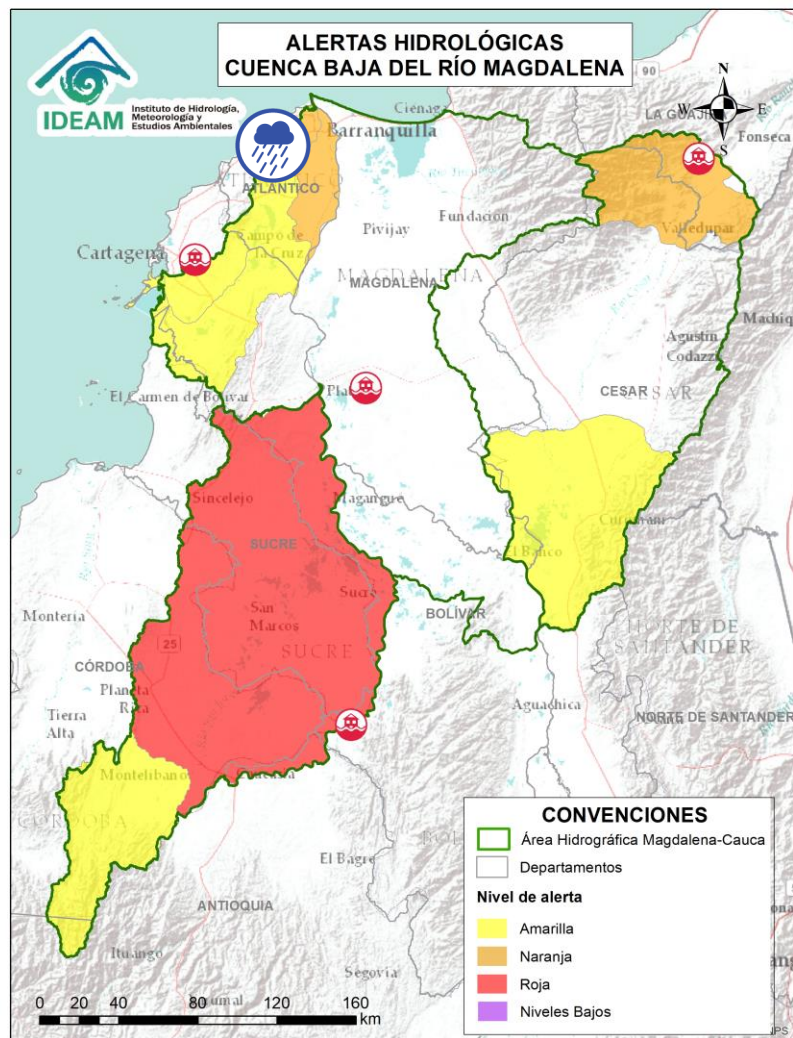 ALERTAS HIDROLÓGICAS
CUENCA BAJA DEL RÍO MAGDALENA
IDEAM
Instituto de Hidrología,
Meteorología y
Estudios Ambientales
N
W
E
S
90
Ciénaga
LA GUAJIRA
Fonseca
Barranquilla
ATLÁNTICO
Fundación
Pivijay
Valledupar
Cartagena
Campo de
la Cruz
MAGDALENA
MAGDALENA
Machiq
Agustín
Codazzi
Pla
CESAR
El Carmen de Bolívar
Sincelejo
Magangue
SUCRE
El Banco
Sucre
BOLÍVAR
San
Marcos
Montería
NORTE DE
SANTANDER
SUCRE
25
CÓRDOBA
Planeta
Rica
Aguachica
Tierra
Alta
NORTE DE SANTANDER
Montelibano
CÓRDOBA
El Bagre
ANTIOQUIA
Ituango
Segovia
CONVENCIONES
Área Hidrográfica Magdalena-Cauca
Departamentos
Nivel de alerta
Amarilla
Naranja
Roja
Niveles Bajos
0 20 40 80 120 160
km